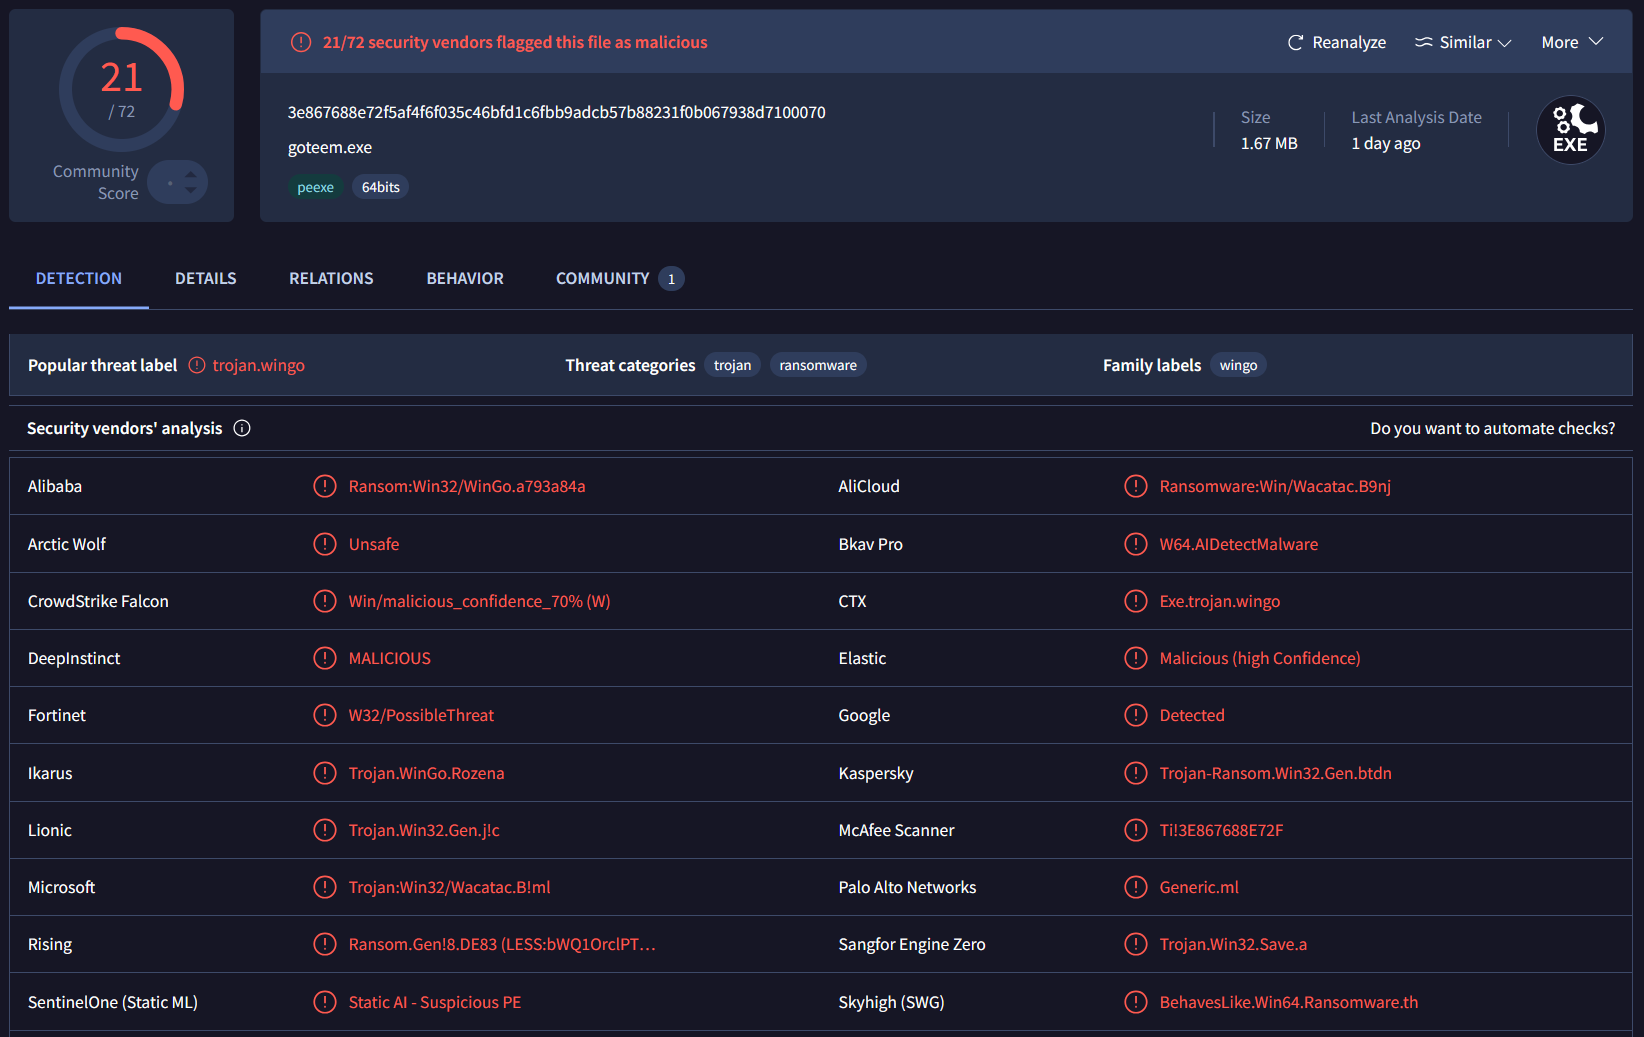 21
/ 72
Community
Score
21/72 security vendors flagged this file as malicious
Reanalyze Similar More
3e867688e72f5af4f6f035c46bfd1c6fbb9adcb57b88231f0b067938d7100070
goteem.exe
peexe 64bits
Size
1.67 MB
Last Analysis Date
1 day ago
EXE
DETECTION DETAILS RELATIONS BEHAVIOR COMMUNITY 1
Popular threat label trojan.wingo Threat categories trojan ransomware Family labels wingo
Security vendors' analysis Do you want to automate checks?
Alibaba Ransom:Win32/WinGo.a793a84a AliCloud Ransomware:Win/Wacatac.B9nj
Arctic Wolf Unsafe Bkav Pro W64.AIDetectMalware
CrowdStrike Falcon Win/malicious_confidence_70% (W) CTX Exe.trojan.wingo
DeepInstinct MALICIOUS Elastic Malicious (high Confidence)
Fortinet W32/PossibleThreat Google Detected
Ikarus Trojan.WinGo.Rozena Kaspersky Trojan-Ransom.Win32.Gen.btdn
Lionic Trojan.Win32.Gen.j!c McAfee Scanner Ti!3E867688E72F
Microsoft Trojan:Win32/Wacatac.B!ml Palo Alto Networks Generic.ml
Rising Ransom.Gen!8.DE83 (LESS:bWQ1OrclPT… Sangfor Engine Zero Trojan.Win32.Save.a
SentinelOne (Static ML) Static AI - Suspicious PE Skyhigh (SWG) BehavesLike.Win64.Ransomware.th